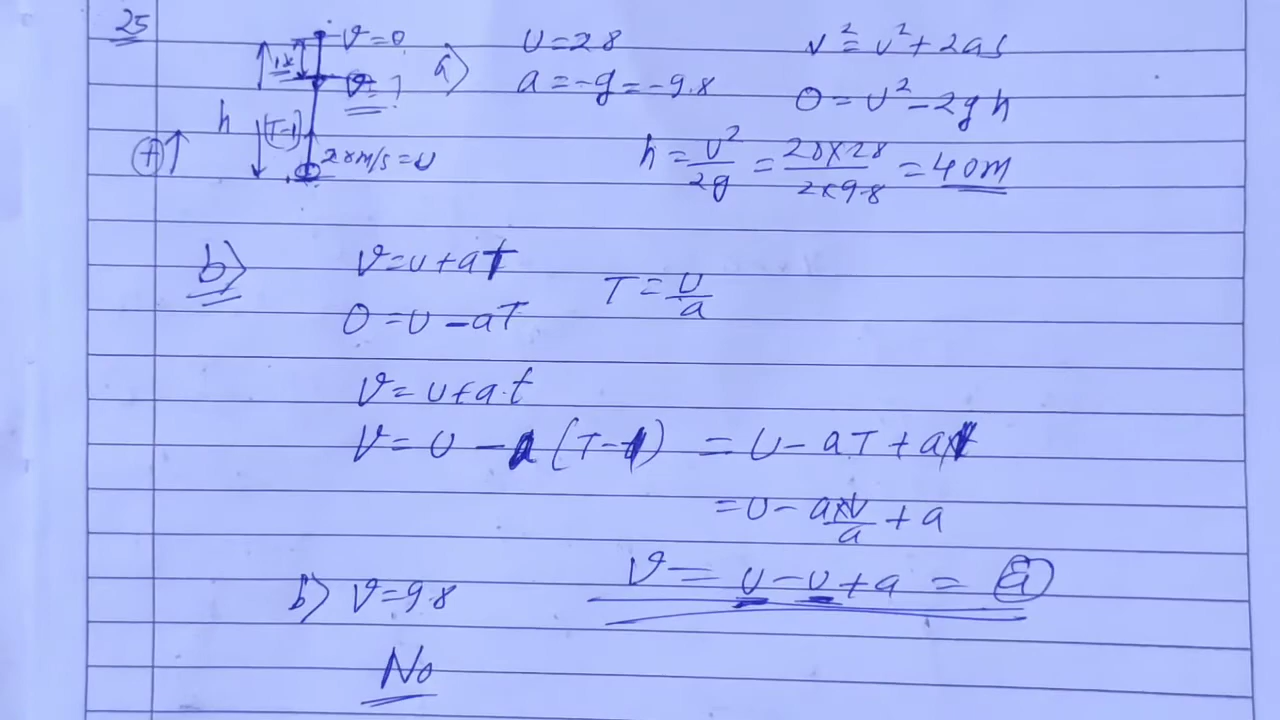 25
v=0
1s
v=?
h
(T-1)
+
28m/s=u
a) u=28
a=-g=-9.8
v²=u²+2as
0=u²-2gh
h=u²/2g=28×28/2×9.8=40m
b) v=u+aT
0=u-aT
T=u/a
v=u+a.t
v=u-a(T-1)=u-aT+a×1
=u-a×u/a+a
v=u-u+a=a
b) v=9.8
No